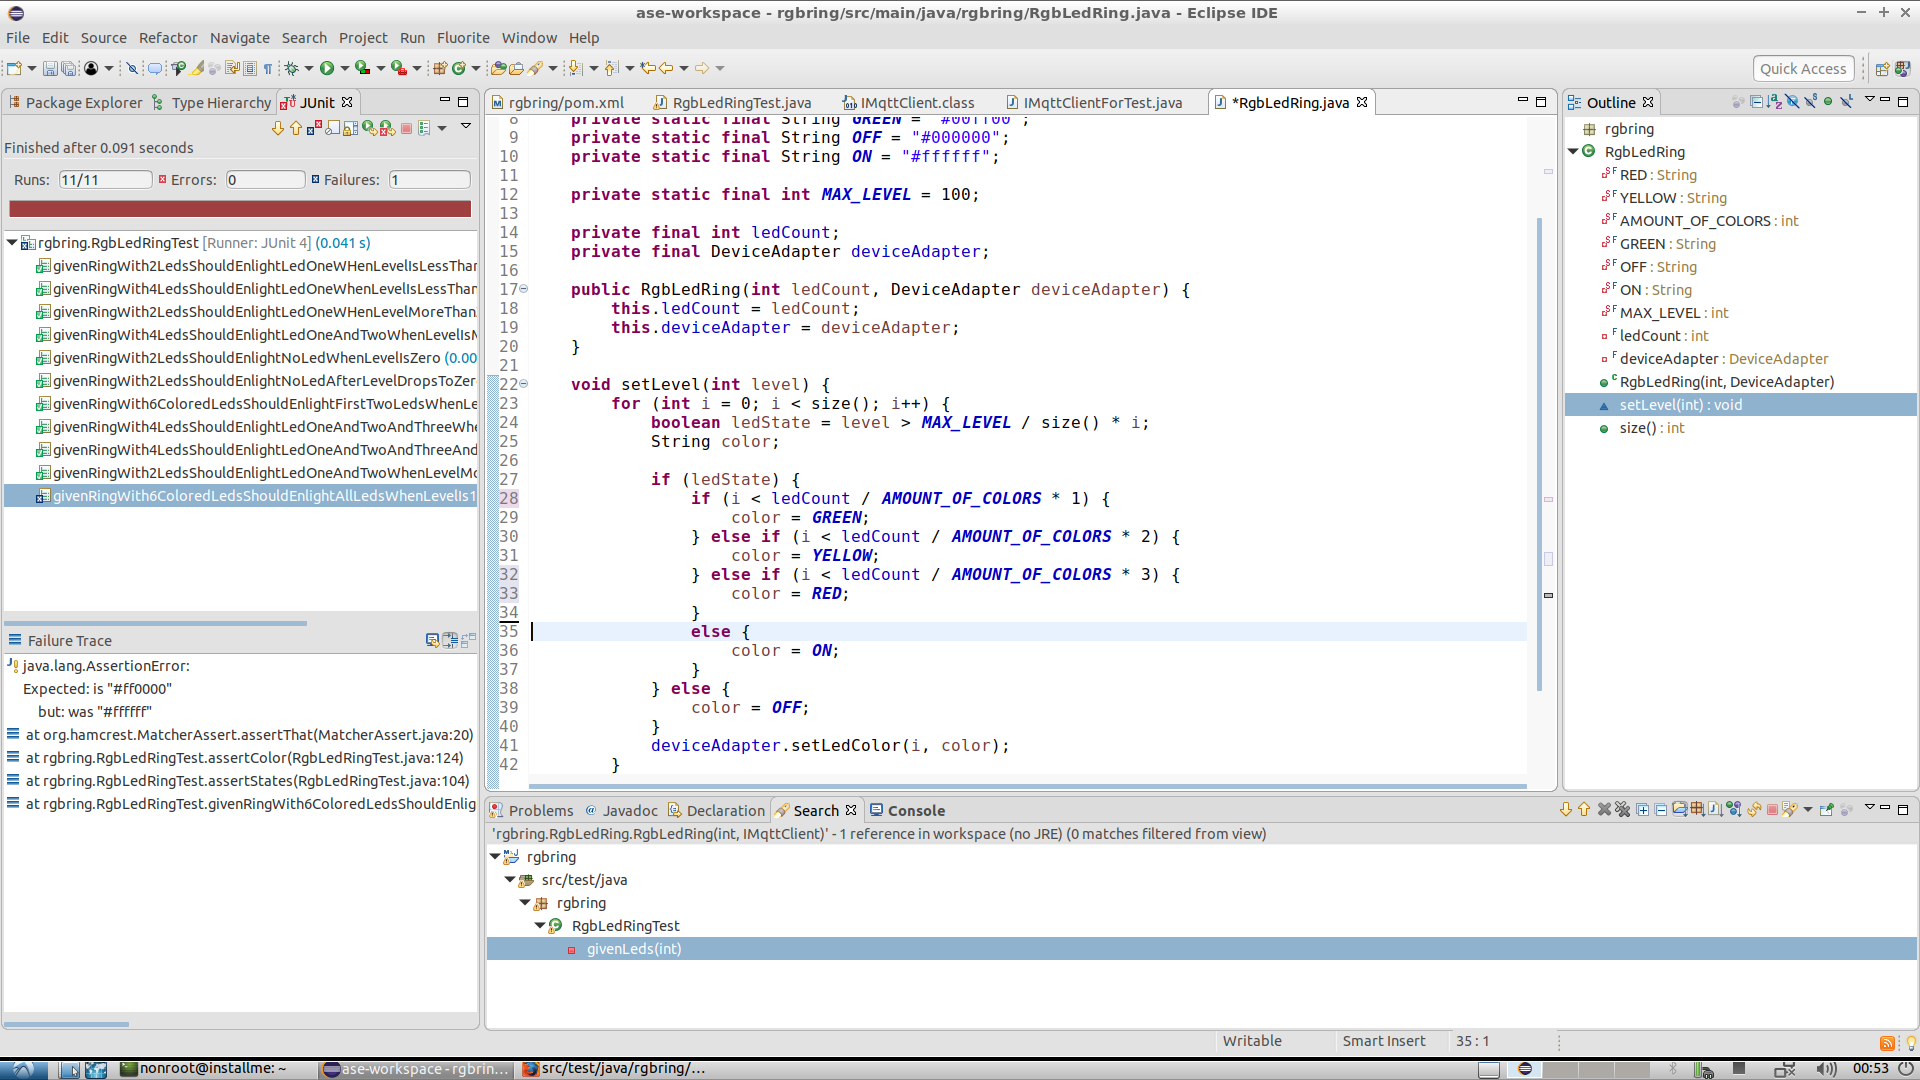 ase-workspace - rgbring/src/main/java/rgbring/RgbLedRing.java - Eclipse IDE
File Edit Source Refactor Navigate Search Project Run Fluorite Window Help
Quick Access
Package Explorer Type Hierarchy JUnit
Finished after 0.091 seconds
Runs: 11/11 Errors: 0 Failures: 1
rgbring.RgbLedRingTest [Runner: JUnit 4] (0.041 s)
givenRingWith2LedsShouldEnlightLedOneWHenLevelIsLessThan
givenRingWith4LedsShouldEnlightLedOneWhenLevelIsLessThan
givenRingWith2LedsShouldEnlightLedOneWHenLevelMoreThan
givenRingWith4LedsShouldEnlightLedOneAndTwoWhenLevelIsM
givenRingWith2LedsShouldEnlightNoLedWhenLevelIsZero (0.00
givenRingWith2LedsShouldEnlightNoLedAfterLevelDropsToZer
givenRingWith6ColoredLedsShouldEnlightFirstTwoLedsWhenLe
givenRingWith4LedsShouldEnlightLedOneAndTwoAndThreeWhe
givenRingWith4LedsShouldEnlightLedOneAndTwoAndThreeAnd
givenRingWith2LedsShouldEnlightLedOneAndTwoWhenLevelMo
givenRingWith6ColoredLedsShouldEnlightAllLedsWhenLevelIs1
Failure Trace
java.lang.AssertionError:
Expected: is "#ff0000"
but: was "#ffffff"
at org.hamcrest.MatcherAssert.assertThat(MatcherAssert.java:20)
at rgbring.RgbLedRingTest.assertColor(RgbLedRingTest.java:124)
at rgbring.RgbLedRingTest.assertStates(RgbLedRingTest.java:104)
at rgbring.RgbLedRingTest.givenRingWith6ColoredLedsShouldEnlig
rgbring/pom.xml RgbLedRingTest.java IMqttClient.class IMqttClientForTest.java *RgbLedRing.java
8 private static final String GREEN = "#00ff00";
9 private static final String OFF = "#000000";
10 private static final String ON = "#ffffff";
11
12 private static final int MAX_LEVEL = 100;
13
14 private final int ledCount;
15 private final DeviceAdapter deviceAdapter;
16
17 public RgbLedRing(int ledCount, DeviceAdapter deviceAdapter) {
18 this.ledCount = ledCount;
19 this.deviceAdapter = deviceAdapter;
20 }
21
22 void setLevel(int level) {
23 for (int i = 0; i < size(); i++) {
24 boolean ledState = level > MAX_LEVEL / size() * i;
25 String color;
26
27 if (ledState) {
28 if (i < ledCount / AMOUNT_OF_COLORS * 1) {
29 color = GREEN;
30 } else if (i < ledCount / AMOUNT_OF_COLORS * 2) {
31 color = YELLOW;
32 } else if (i < ledCount / AMOUNT_OF_COLORS * 3) {
33 color = RED;
34 }
35 else {
36 color = ON;
37 }
38 } else {
39 color = OFF;
40 }
41 deviceAdapter.setLedColor(i, color);
42 }
Outline
rgbring
RgbLedRing
RED : String
YELLOW : String
AMOUNT_OF_COLORS : int
GREEN : String
OFF : String
ON : String
MAX_LEVEL : int
ledCount : int
deviceAdapter : DeviceAdapter
RgbLedRing(int, DeviceAdapter)
setLevel(int) : void
size() : int
Problems Javadoc Declaration Search Console
'rgbring.RgbLedRing.RgbLedRing(int, IMqttClient)' - 1 reference in workspace (no JRE) (0 matches filtered from view)
rgbring
src/test/java
rgbring
RgbLedRingTest
givenLeds(int)
Writable Smart Insert 35 : 1
nonroot@installme: ~ ase-workspace - rgbrin... src/test/java/rgbring/... 00:53